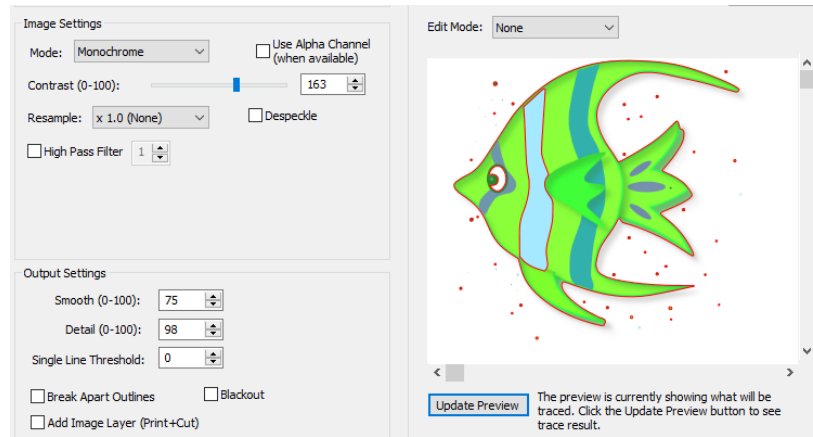 Image Settings
Mode: Monochrome
Use Alpha Channel
(when available)
Contrast (0-100): 163
Resample: x 1.0 (None)
Despeckle
High Pass Filter 1
Output Settings
Smooth (0-100): 75
Detail (0-100): 98
Single Line Threshold: 0
Break Apart Outlines Blackout
Add Image Layer (Print+Cut)
Edit Mode: None
Update Preview
The preview is currently showing what will be
traced. Click the Update Preview button to see
trace result.